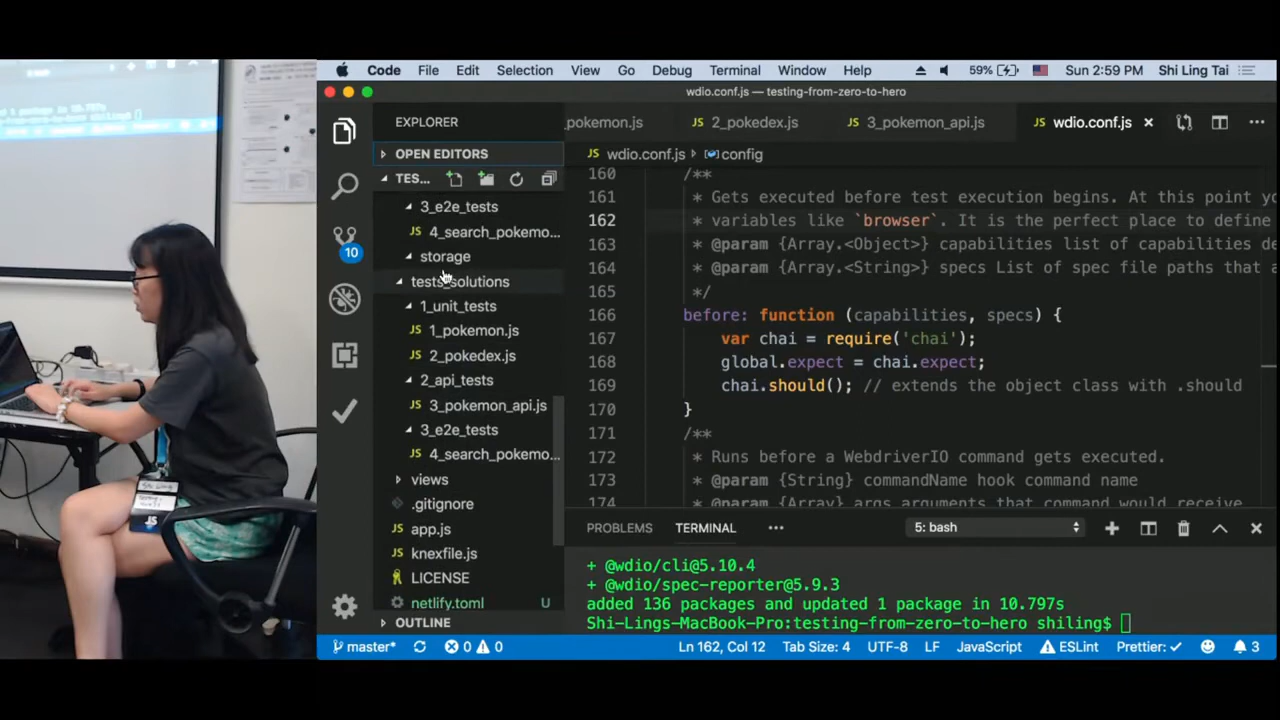 Code File Edit Selection View Go Debug Terminal Window Help 59% Sun 2:59 PM Shi Ling Tai
wdio.conf.js — testing-from-zero-to-hero
EXPLORER
_pokemon.js 2_pokedex.js 3_pokemon_api.js wdio.conf.js
OPEN EDITORS
wdio.conf.js config
TES...
3_e2e_tests
4_search_pokemo...
storage
tests_solutions
1_unit_tests
1_pokemon.js
2_pokedex.js
2_api_tests
3_pokemon_api.js
3_e2e_tests
4_search_pokemo...
views
.gitignore
app.js
knexfile.js
LICENSE
netlify.toml U
OUTLINE
10
160 /**
161 * Gets executed before test execution begins. At this point yo
162 * variables like `browser`. It is the perfect place to define
163 * @param {Array.<Object>} capabilities list of capabilities de
164 * @param {Array.<String>} specs List of spec file paths that a
165 */
166 before: function (capabilities, specs) {
167 var chai = require('chai');
168 global.expect = chai.expect;
169 chai.should(); // extends the object class with .should
170 }
171 /**
172 * Runs before a WebdriverIO command gets executed.
173 * @param {String} commandName hook command name
174 * @param {Array} args arguments that command would receive
PROBLEMS TERMINAL ... 5: bash
+ @wdio/cli@5.10.4
+ @wdio/spec-reporter@5.9.3
added 136 packages and updated 1 package in 10.797s
Shi-Lings-MacBook-Pro:testing-from-zero-to-hero shiling$
master* 0 0 Ln 162, Col 12 Tab Size: 4 UTF-8 LF JavaScript ESLint Prettier: ✓ 3